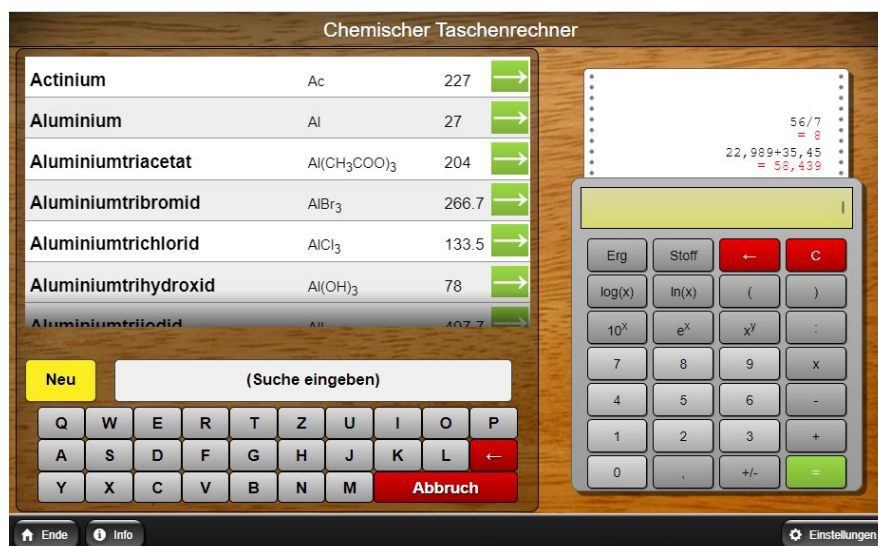 Chemischer Taschenrechner
Actinium Ac 227 →
Aluminium Al 27 →
Aluminiumtriacetat Al(CH₃COO)₃ 204 →
Aluminiumtribromid AlBr₃ 266.7 →
Aluminiumtrichlorid AlCl₃ 133.5 →
Aluminiumtrihydroxid Al(OH)₃ 78 →
Aluminiumtriiodid 407.7
Neu (Suche eingeben)
Q W E R T Z U I O P
A S D F G H J K L ←
Y X C V B N M Abbruch
56/7
= 8
22,989+35,45
= 58,439
Erg Stoff ← C
log(x) ln(x) ( )
10ˣ eˣ xʸ :
7 8 9 x
4 5 6 -
1 2 3 +
0 , +/- =
Ende Info Einstellungen